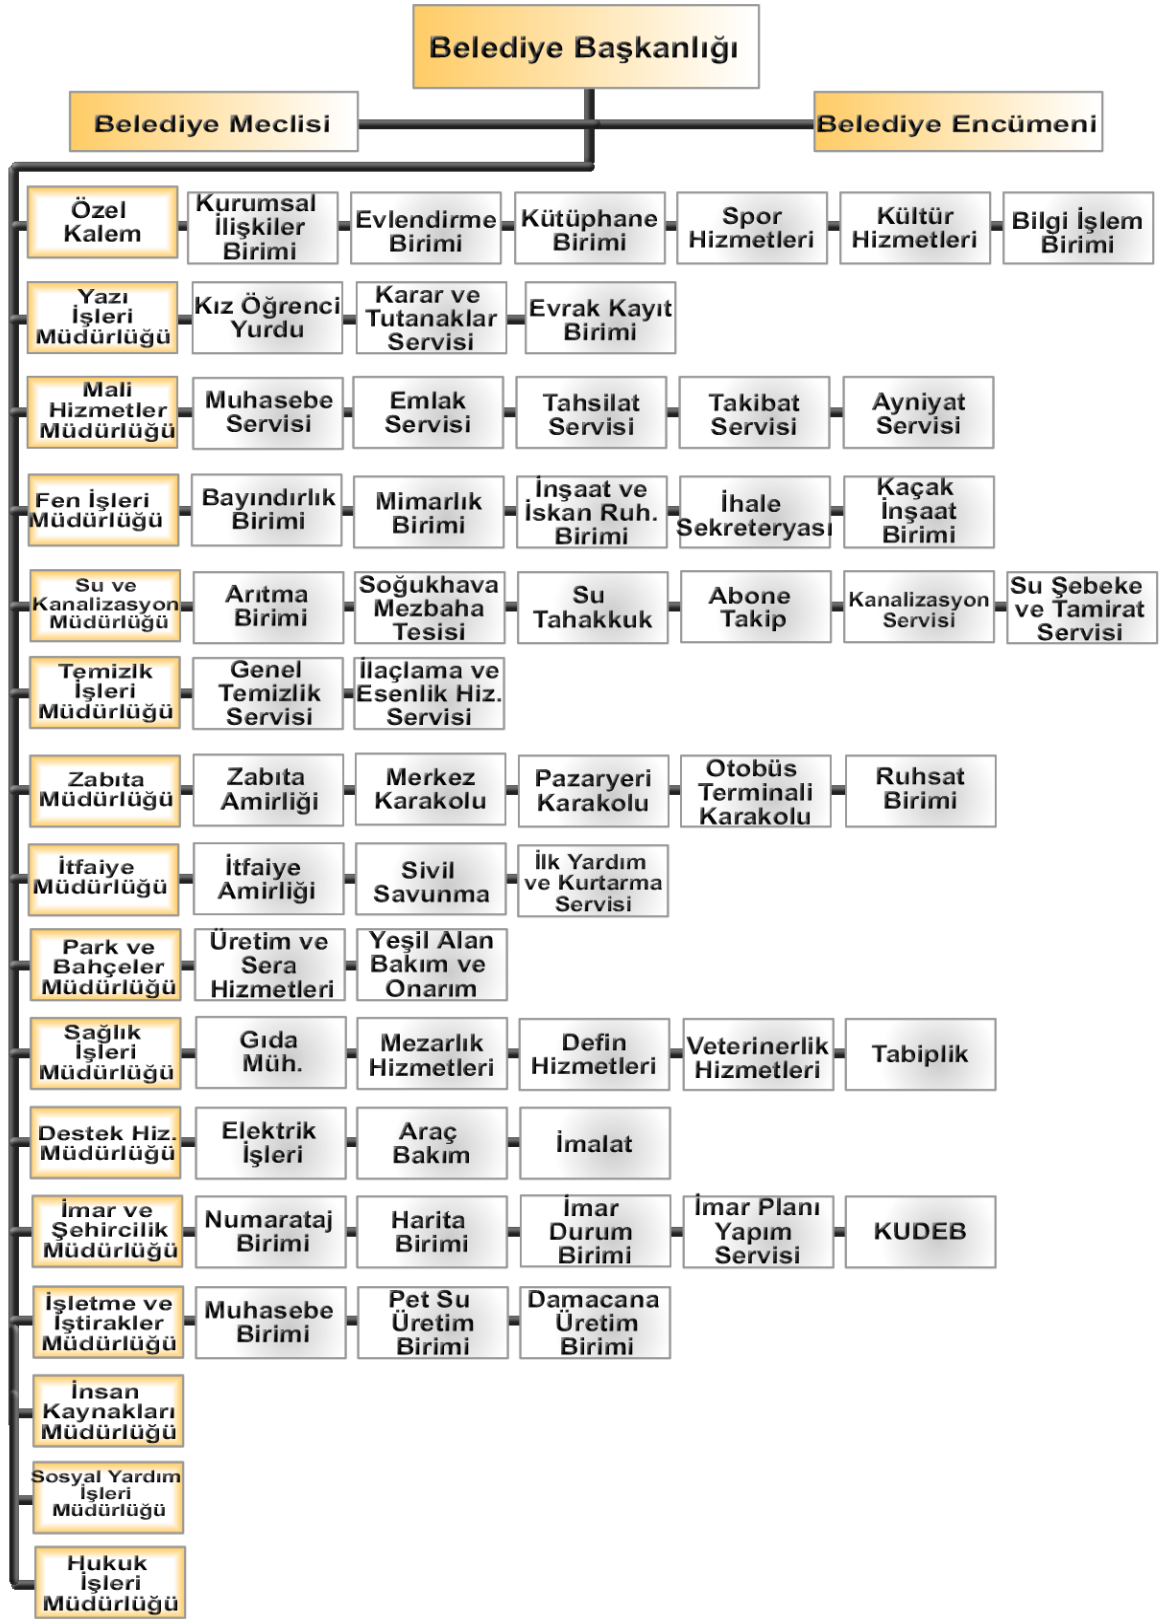 Belediye Başkanlığı
Belediye Meclisi
Belediye Encümeni
Özel
Kalem
Kurumsal
İlişkiler
Birimi
Evlendirme
Birimi
Kütüphane
Birimi
Spor
Hizmetleri
Kültür
Hizmetleri
Bilgi İşlem
Birimi
Yazı
İşleri
Müdürlüğü
Kız Öğrenci
Yurdu
Karar ve
Tutanaklar
Servisi
Evrak Kayıt
Birimi
Mali
Hizmetler
Müdürlüğü
Muhasebe
Servisi
Emlak
Servisi
Tahsilat
Servisi
Takibat
Servisi
Ayniyat
Servisi
Fen İşleri
Müdürlüğü
Bayındırlık
Birimi
Mimarlık
Birimi
İnşaat ve
İskan Ruh.
Birimi
İhale
Sekreteryası
Kaçak
İnşaat
Birimi
Su ve
Kanalizasyon
Müdürlüğü
Arıtma
Birimi
Soğukhava
Mezbaha
Tesisi
Su
Tahakkuk
Abone
Takip
Kanalizasyon
Servisi
Su Şebeke
ve Tamirat
Servisi
Temizlk
İşleri
Müdürlüğü
Genel
Temizlik
Servisi
İlaçlama ve
Esenlik Hiz.
Servisi
Zabıta
Müdürlüğü
Zabıta
Amirliği
Merkez
Karakolu
Pazaryeri
Karakolu
Otobüs
Terminali
Karakolu
Ruhsat
Birimi
İtfaiye
Müdürlüğü
İtfaiye
Amirliği
Sivil
Savunma
İlk Yardım
ve Kurtarma
Servisi
Park ve
Bahçeler
Müdürlüğü
Üretim ve
Sera
Hizmetleri
Yeşil Alan
Bakım ve
Onarım
Sağlık
İşleri
Müdürlüğü
Gıda
Müh.
Mezarlık
Hizmetleri
Defin
Hizmetleri
Veterinerlik
Hizmetleri
Tabiplik
Destek Hiz.
Müdürlüğü
Elektrik
İşleri
Araç
Bakım
İmalat
İmar ve
Şehircilik
Müdürlüğü
Numarataj
Birimi
Harita
Birimi
İmar
Durum
Birimi
İmar Planı
Yapım
Servisi
KUDEB
İşletme ve
İştirakler
Müdürlüğü
Muhasebe
Birimi
Pet Su
Üretim
Birimi
Damacana
Üretim
Birimi
İnsan
Kaynakları
Müdürlüğü
Sosyal Yardım
İşleri
Müdürlüğü
Hukuk
İşleri
Müdürlüğü